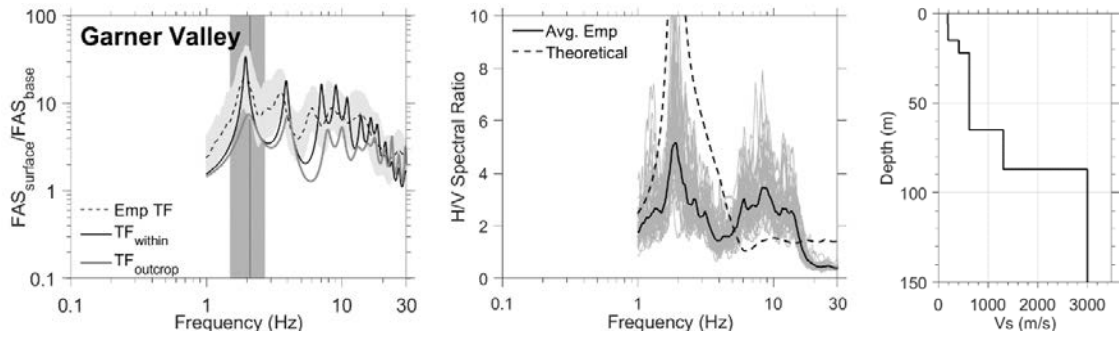 Garner Valley
100
10
1
0.1
FAS_surface/FAS_base
Emp TF
TF_within
TF_outcrop
0.1 1 10 30
Frequency (Hz)
10
8
6
4
2
0
H/V Spectral Ratio
Avg. Emp
Theoretical
0.1 1 10 30
Frequency (Hz)
0
50
100
150
Depth (m)
0 1000 2000 3000
Vs (m/s)